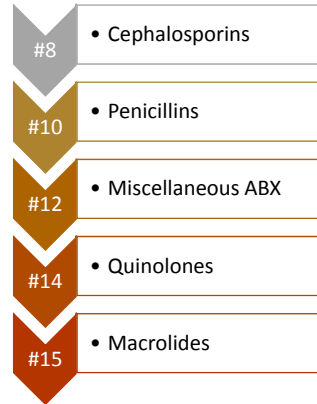 #8
• Cephalosporins
#10
• Penicillins
#12
• Miscellaneous ABX
#14
• Quinolones
#15
• Macrolides